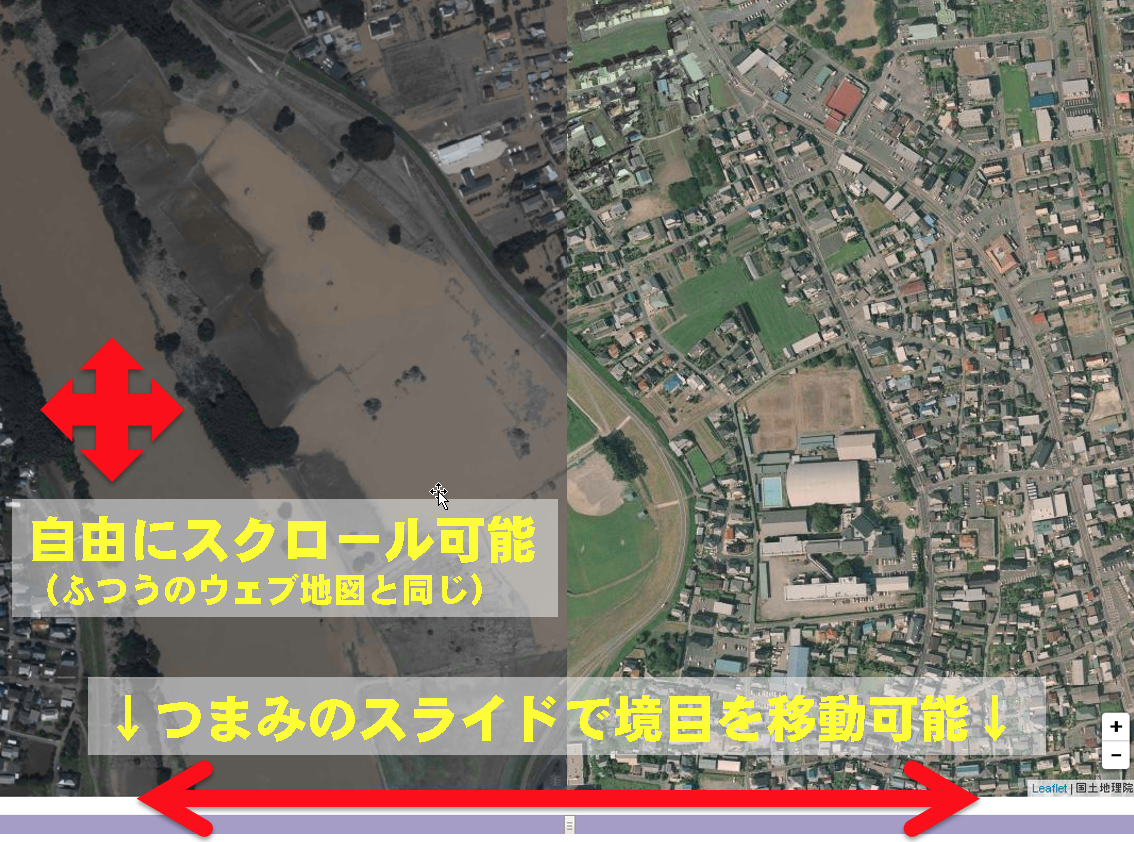 自由にスクロール可能
（ふつうのウェブ地図と同じ）
↓つまみのスライドで境目を移動可能↓
+
−
Leaflet | 国土地理院